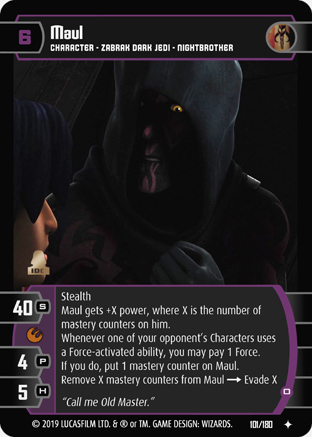 6
Maul
CHARACTER - ZABRAK DARK JEDI - NIGHTBROTHER
IDC
40 S
4 P
5 H
Stealth
Maul gets +X power, where X is the number of
mastery counters on him.
Whenever one of your opponent's Characters uses
a Force-activated ability, you may pay 1 Force.
If you do, put 1 mastery counter on Maul.
Remove X mastery counters from Maul → Evade X
"Call me Old Master."
© 2019 LUCASFILM LTD. & ® or TM. GAME DESIGN: WIZARDS.
101/180